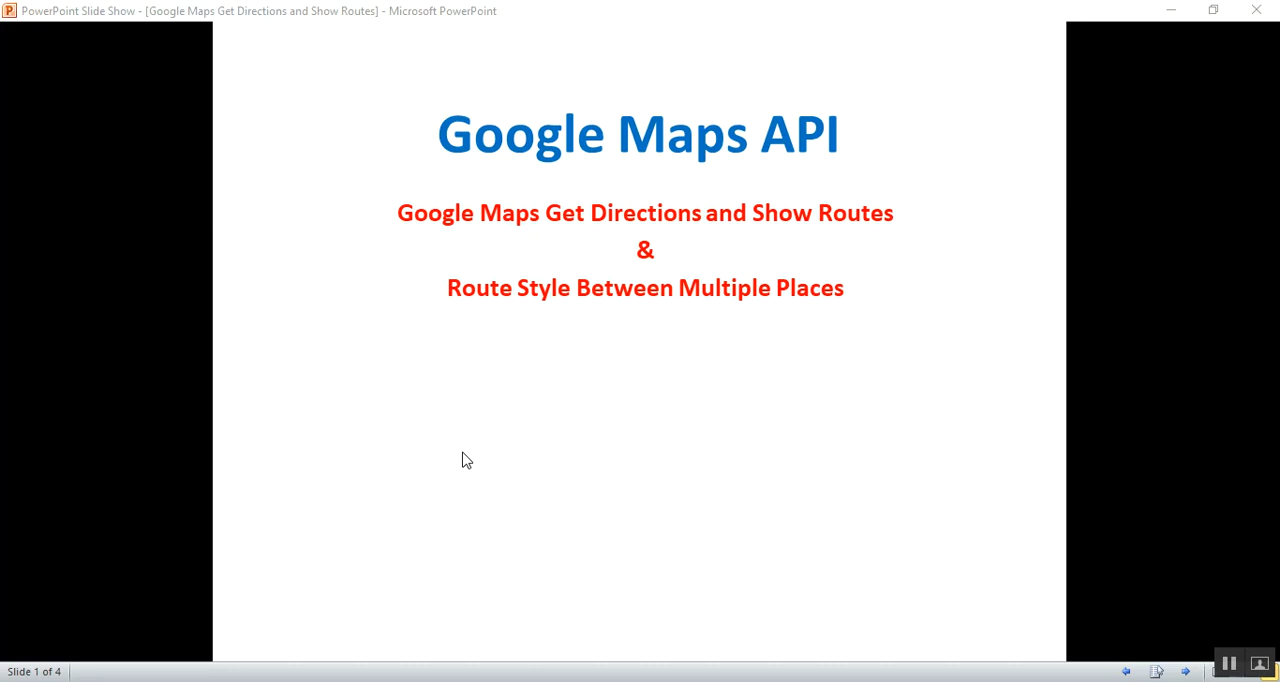 PowerPoint Slide Show - [Google Maps Get Directions and Show Routes] - Microsoft PowerPoint
Google Maps API
Google Maps Get Directions and Show Routes
&
Route Style Between Multiple Places
Slide 1 of 4